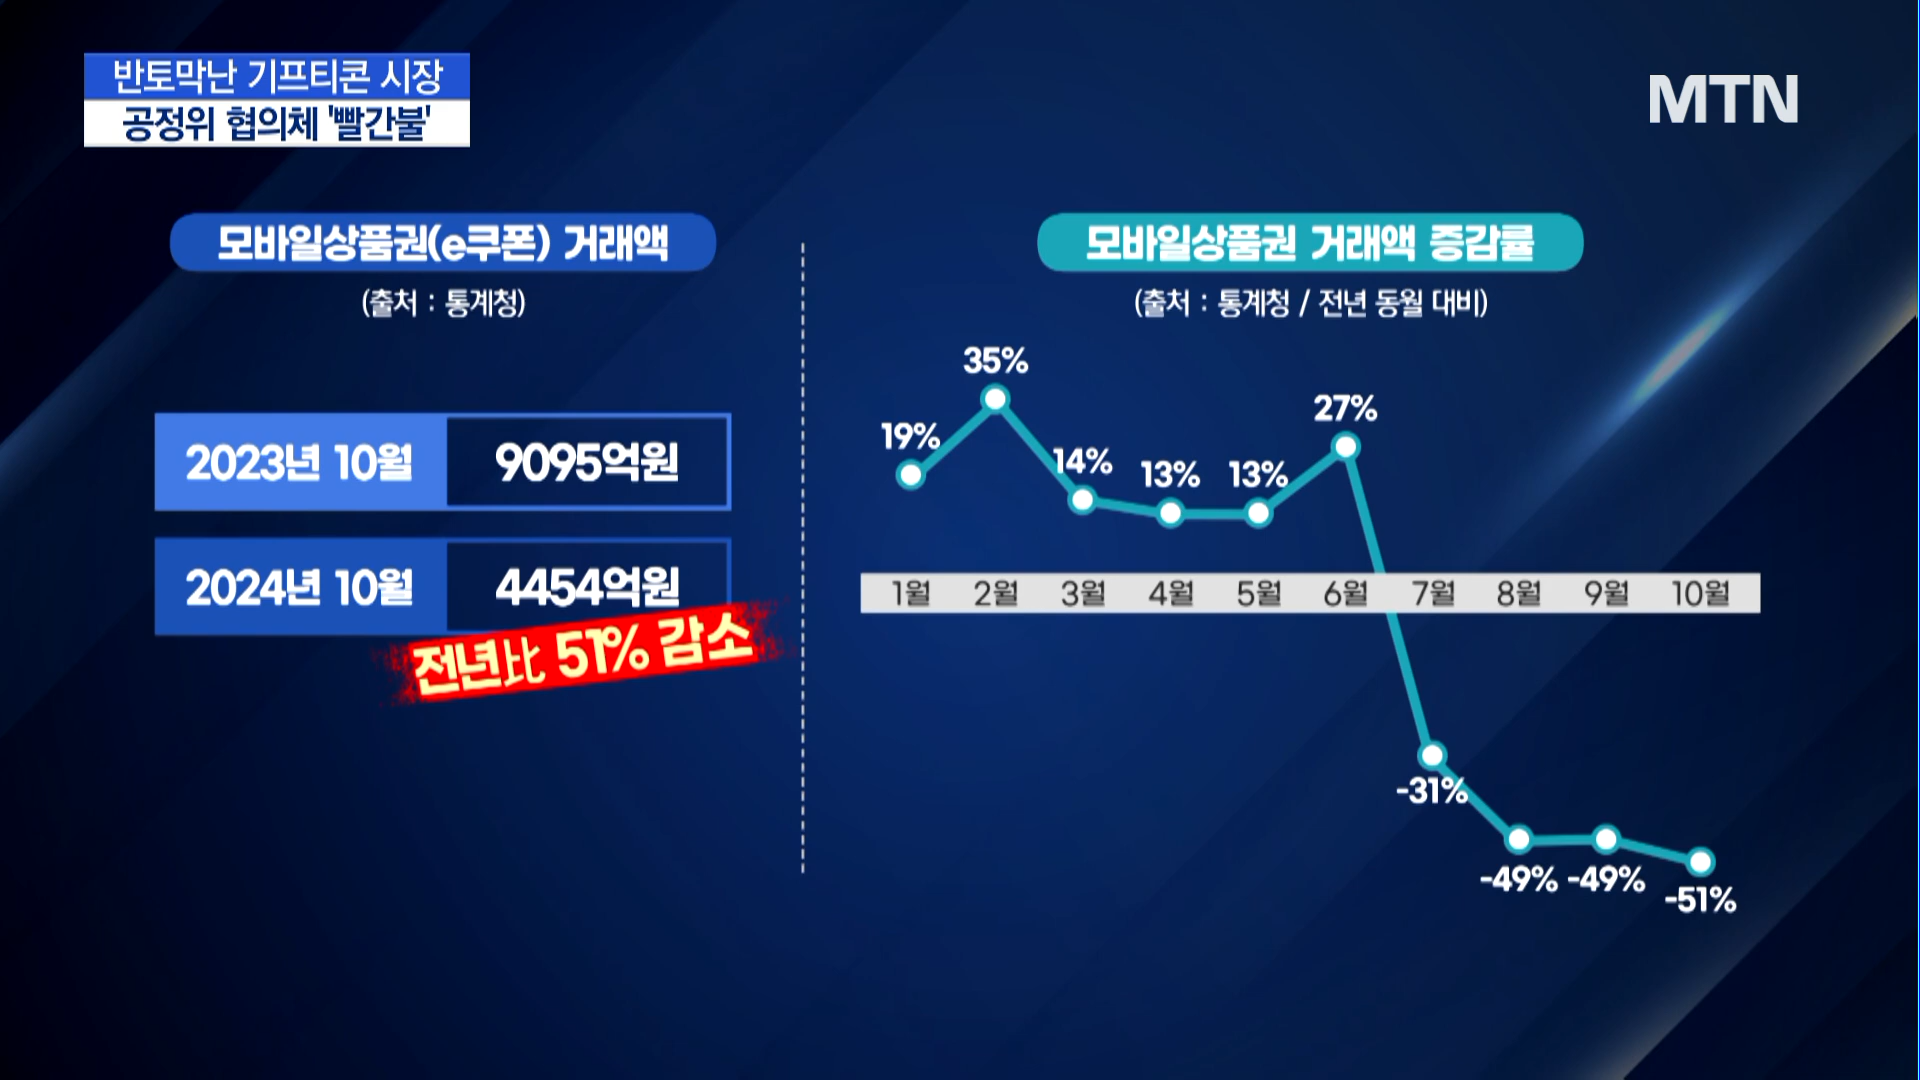 반토막난 기프티콘 시장
공정위 협의체 '빨간불'
MTN
모바일상품권(e쿠폰) 거래액
(출처 : 통계청)
2023년 10월 9095억원
2024년 10월 4454억원
전년比 51% 감소
모바일상품권 거래액 증감률
(출처 : 통계청 / 전년 동월 대비)
19% 35% 14% 13% 13% 27%
1월 2월 3월 4월 5월 6월 7월 8월 9월 10월
-31% -49% -49% -51%